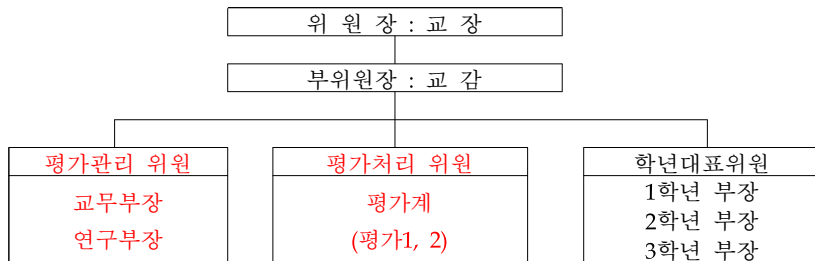 위 원 장 : 교 장
부위원장 : 교 감
평가관리 위원
교무부장
연구부장
평가처리 위원
평가계
(평가1, 2)
학년대표위원
1학년 부장
2학년 부장
3학년 부장